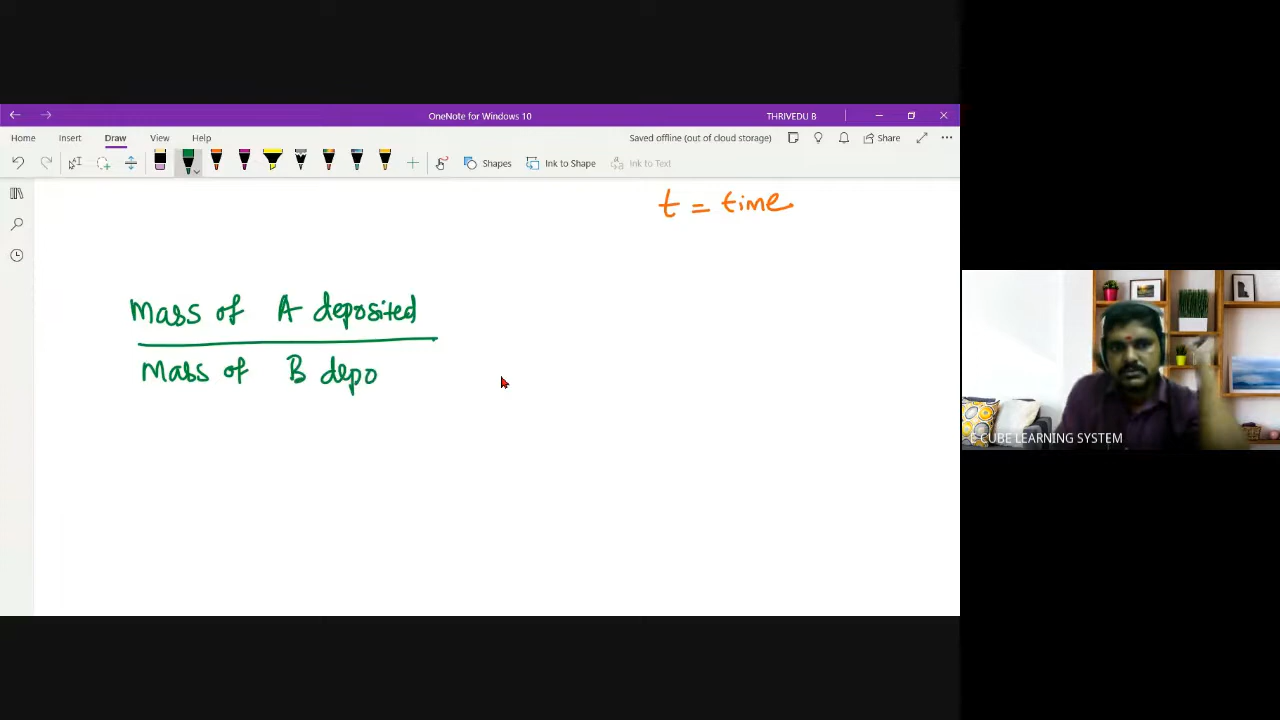 OneNote for Windows 10
THRIVEDU B
Home
Insert
Draw
View
Help
Saved offline (out of cloud storage)
Share
Shapes
Ink to Shape
Ink to Text
t = time
Mass of A deposited
Mass of B depo
CUBE LEARNING SYSTEM